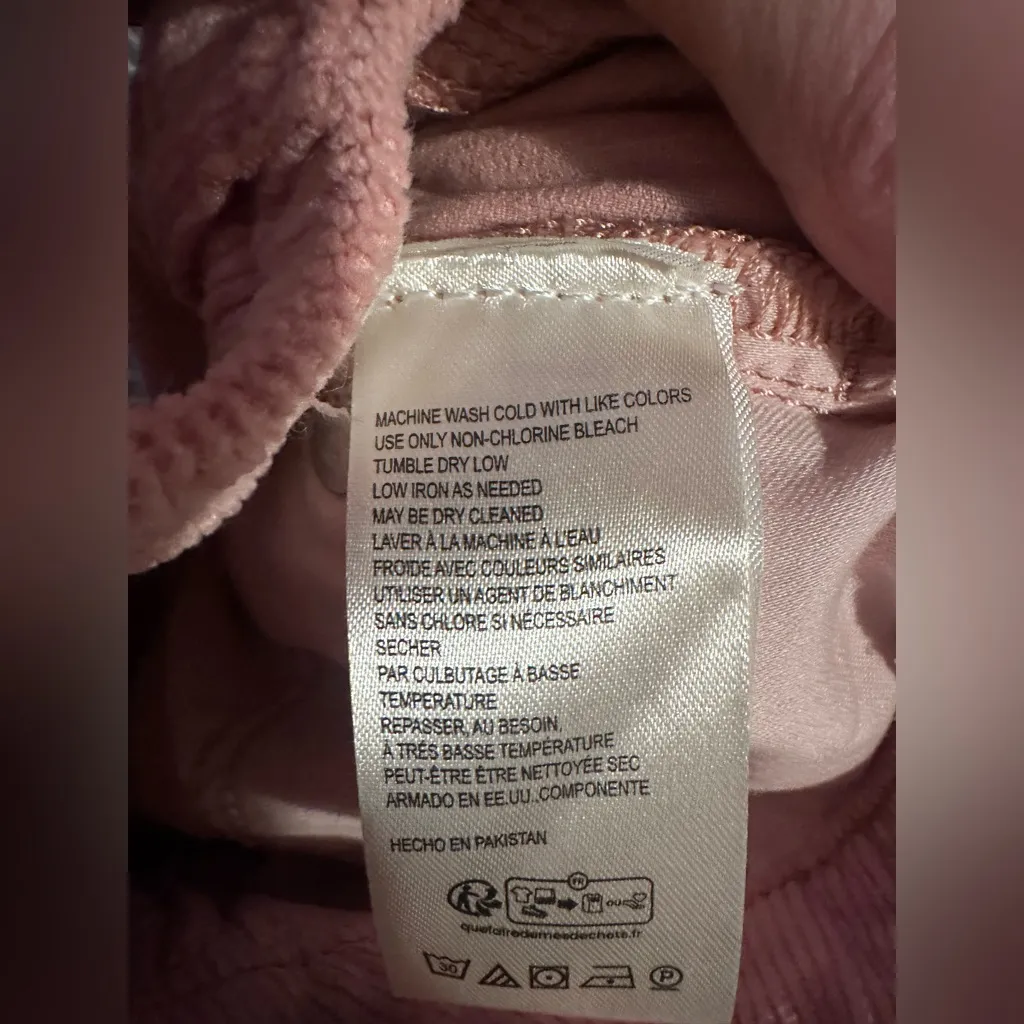 MACHINE WASH COLD WITH LIKE COLORS
USE ONLY NON-CHLORINE BLEACH
TUMBLE DRY LOW
LOW IRON AS NEEDED
MAY BE DRY CLEANED
LAVER À LA MACHINE À L'EAU
FROIDE AVEC COULEURS SIMILAIRES
UTILISER UN AGENT DE BLANCHIMENT
SANS CHLORE SI NÉCESSAIRE
SECHER
PAR CULBUTAGE À BASSE
TEMPERATURE
REPASSER, AU BESOIN,
À TRÉS BASSE TEMPÉRATURE
PEUT-ÊTRE ÊTRE NETTOYÉE SEC
ARMADO EN EE.UU.,COMPONENTE
HECHO EN PAKISTAN
FR
OU
quefairedemesdechets.fr
30
P